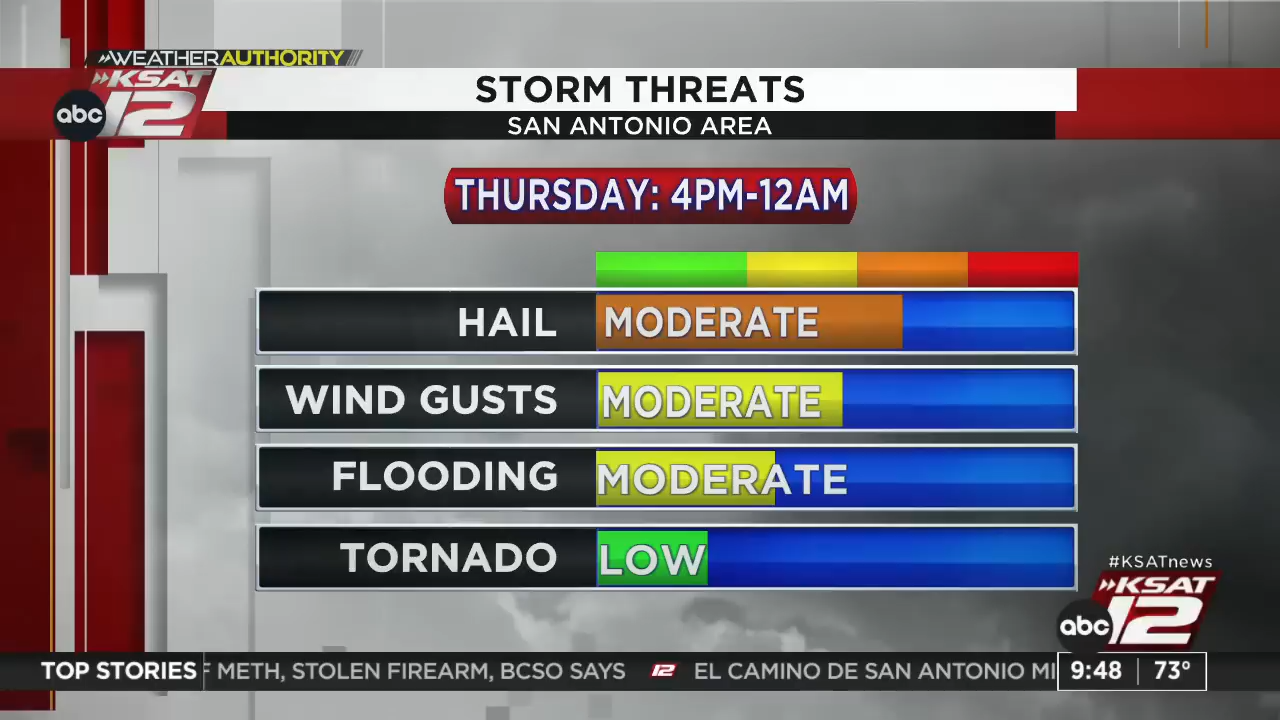 WEATHERAUTHORITY
KSAT
abc 12
STORM THREATS
SAN ANTONIO AREA
THURSDAY: 4PM-12AM
HAIL MODERATE
WIND GUSTS MODERATE
FLOODING MODERATE
TORNADO LOW
#KSATnews
KSAT
abc 12
TOP STORIES F METH, STOLEN FIREARM, BCSO SAYS 12 EL CAMINO DE SAN ANTONIO MI 9:48 73°